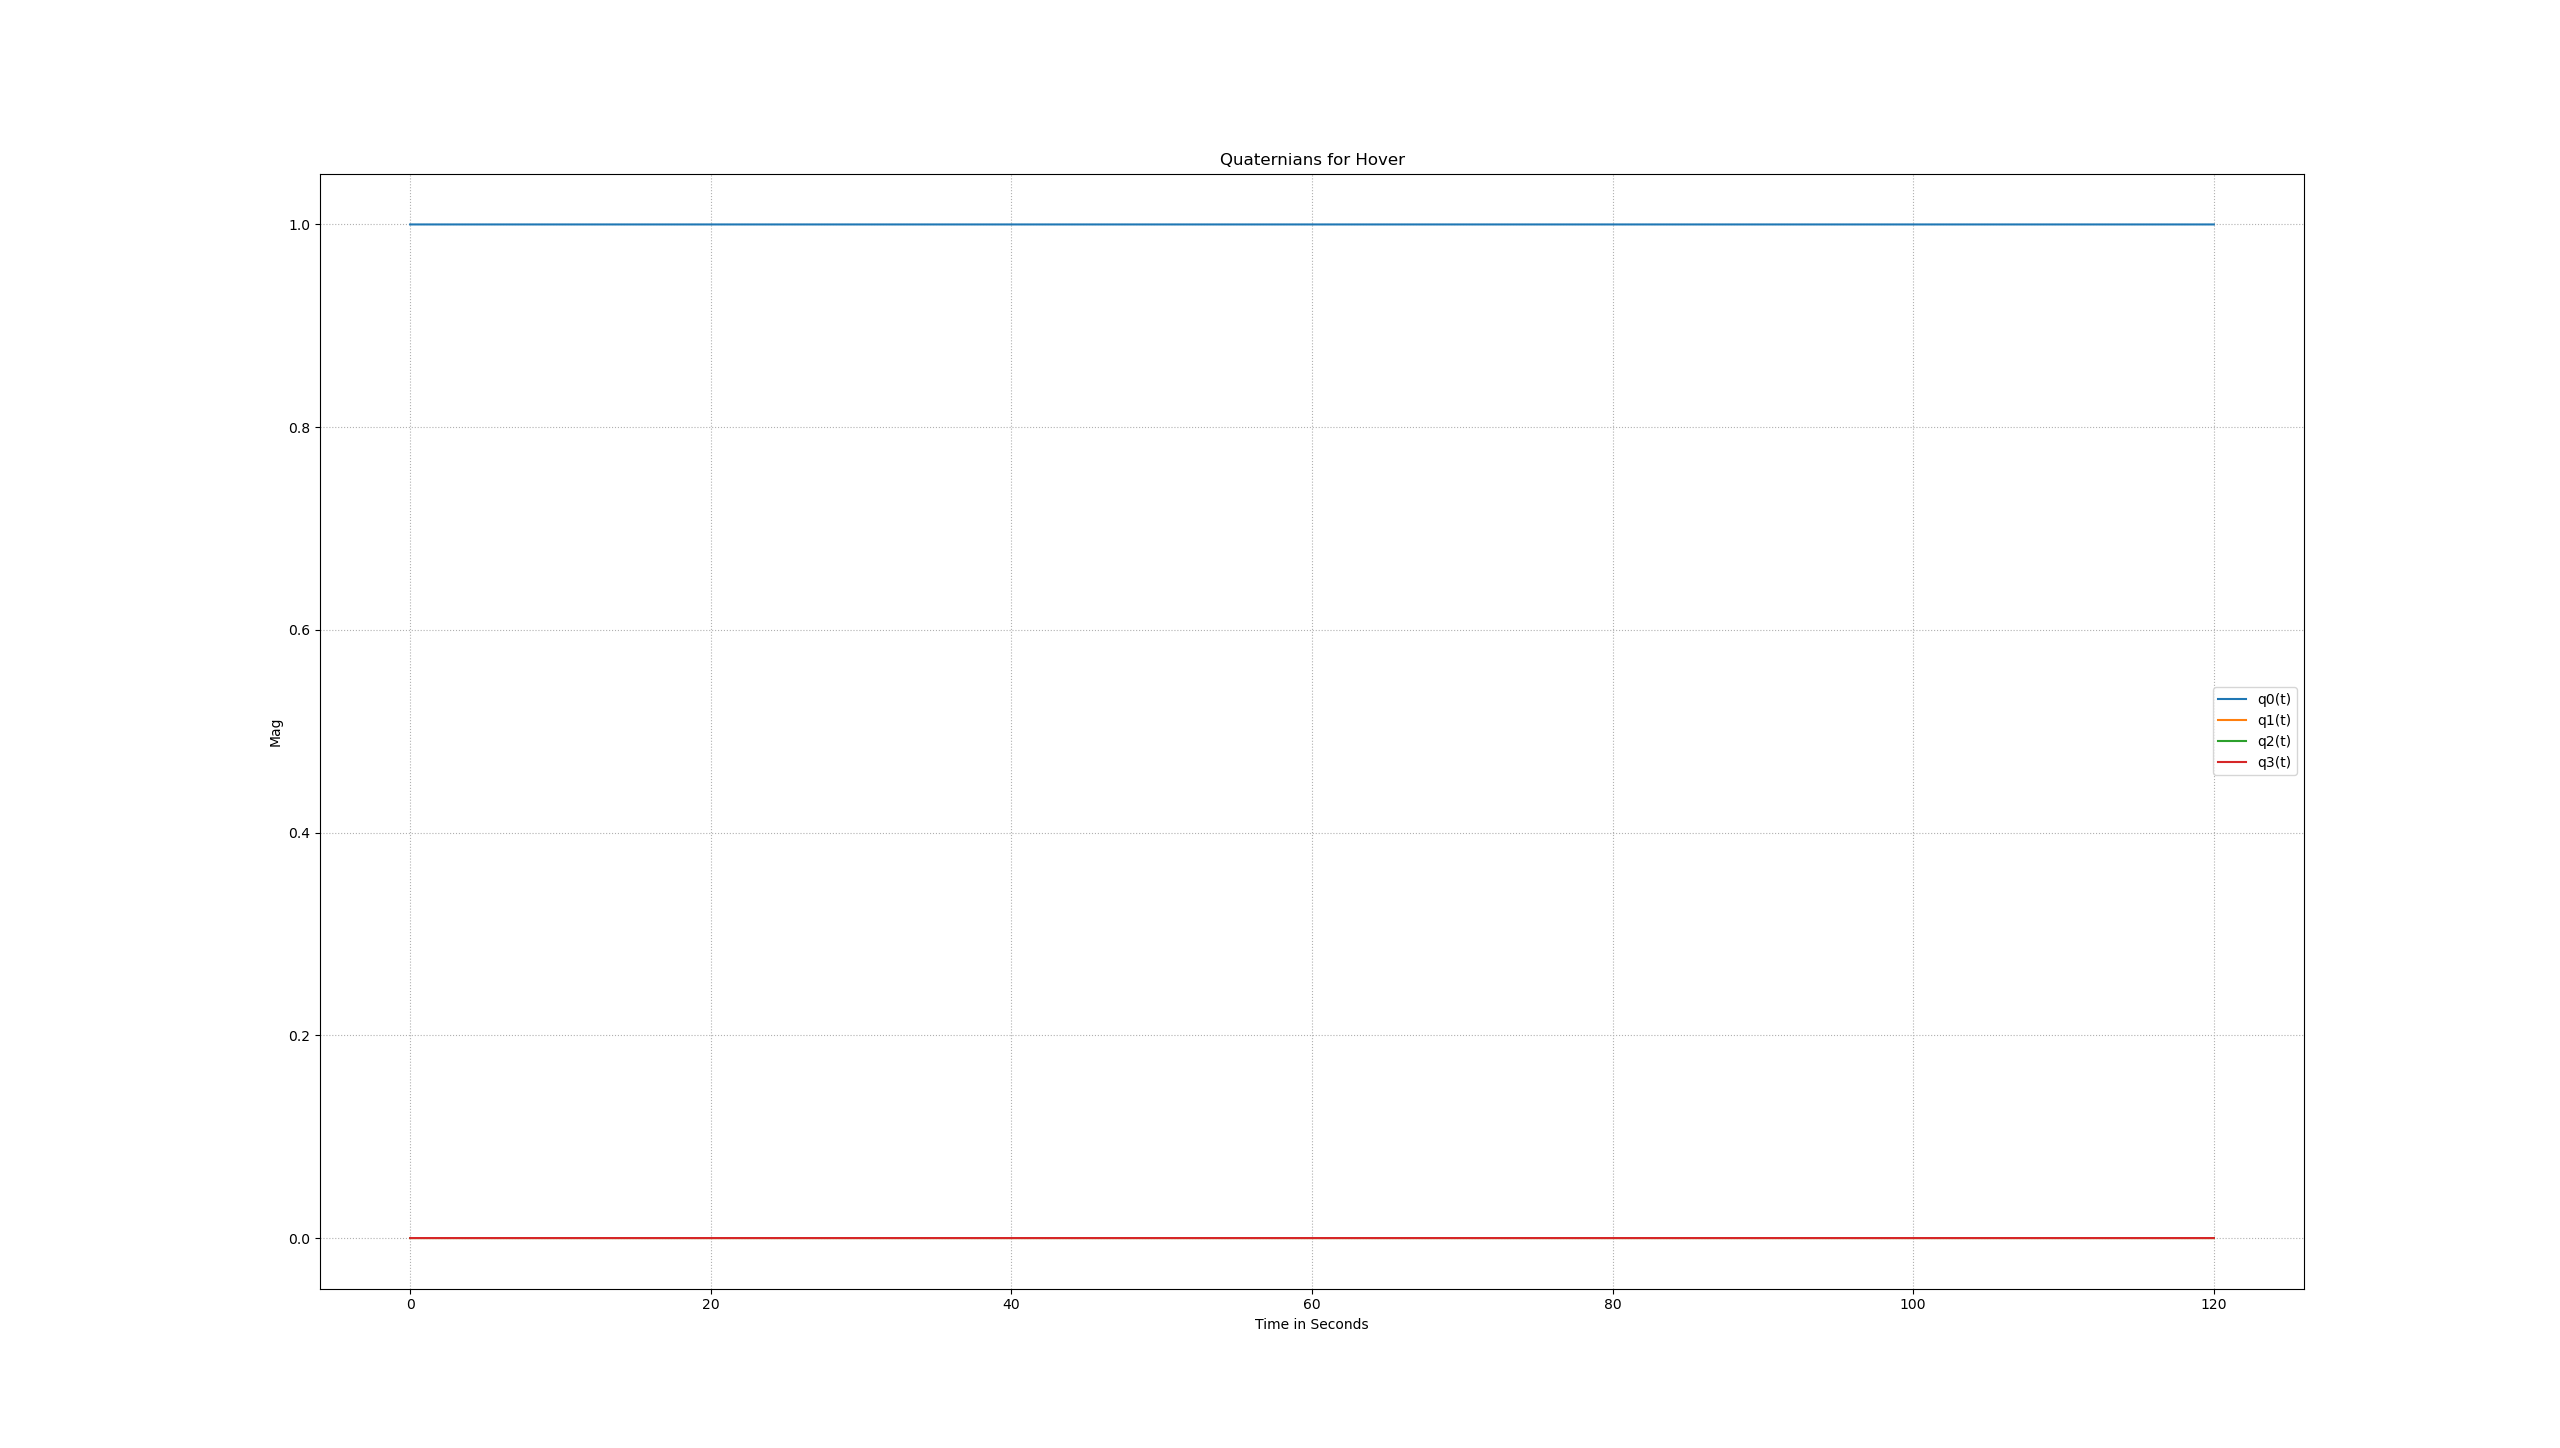 Quaternians for Hover
1.0
0.8
0.6
0.4
0.2
0.0
Mag
q0(t)
q1(t)
q2(t)
q3(t)
0 20 40 60 80 100 120
Time in Seconds